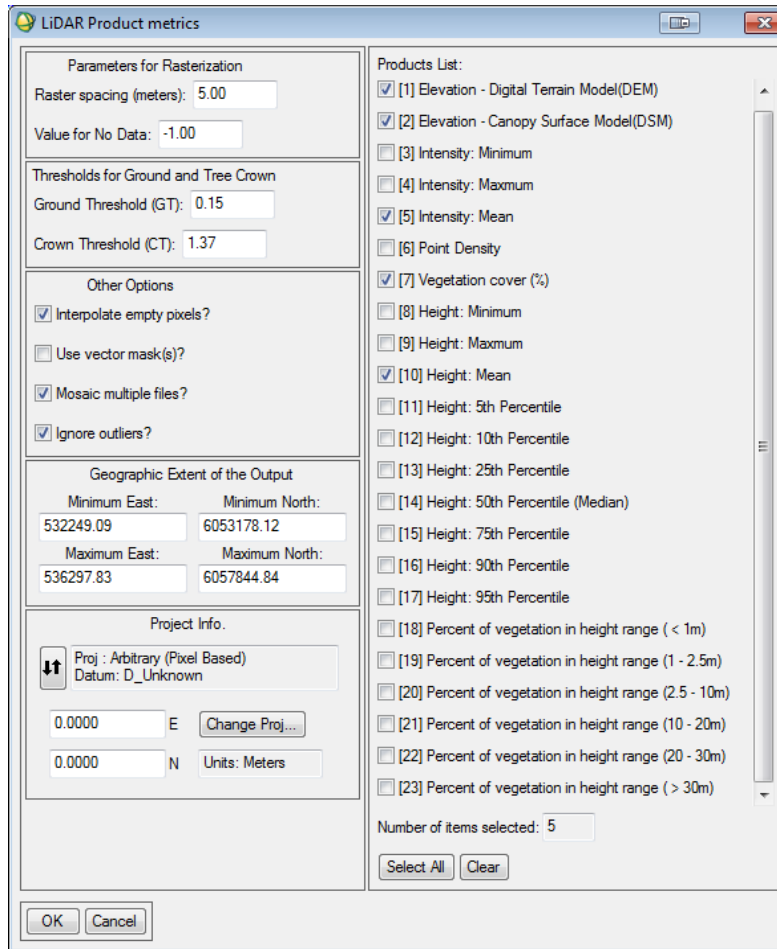 LiDAR Product metrics
Parameters for Rasterization
Raster spacing (meters): 5.00
Value for No Data: -1.00
Thresholds for Ground and Tree Crown
Ground Threshold (GT): 0.15
Crown Threshold (CT): 1.37
Other Options
Interpolate empty pixels?
Use vector mask(s)?
Mosaic multiple files?
Ignore outliers?
Geographic Extent of the Output
Minimum East: Minimum North:
532249.09 6053178.12
Maximum East: Maximum North:
536297.83 6057844.84
Project Info.
Proj : Arbitrary (Pixel Based)
Datum: D_Unknown
0.0000 E Change Proj...
0.0000 N Units: Meters
Products List:
[1] Elevation - Digital Terrain Model(DEM)
[2] Elevation - Canopy Surface Model(DSM)
[3] Intensity: Minimum
[4] Intensity: Maxmum
[5] Intensity: Mean
[6] Point Density
[7] Vegetation cover (%)
[8] Height: Minimum
[9] Height: Maxmum
[10] Height: Mean
[11] Height: 5th Percentile
[12] Height: 10th Percentile
[13] Height: 25th Percentile
[14] Height: 50th Percentile (Median)
[15] Height: 75th Percentile
[16] Height: 90th Percentile
[17] Height: 95th Percentile
[18] Percent of vegetation in height range ( < 1m)
[19] Percent of vegetation in height range (1 - 2.5m)
[20] Percent of vegetation in height range (2.5 - 10m)
[21] Percent of vegetation in height range (10 - 20m)
[22] Percent of vegetation in height range (20 - 30m)
[23] Percent of vegetation in height range ( > 30m)
Number of items selected: 5
Select All Clear
OK Cancel